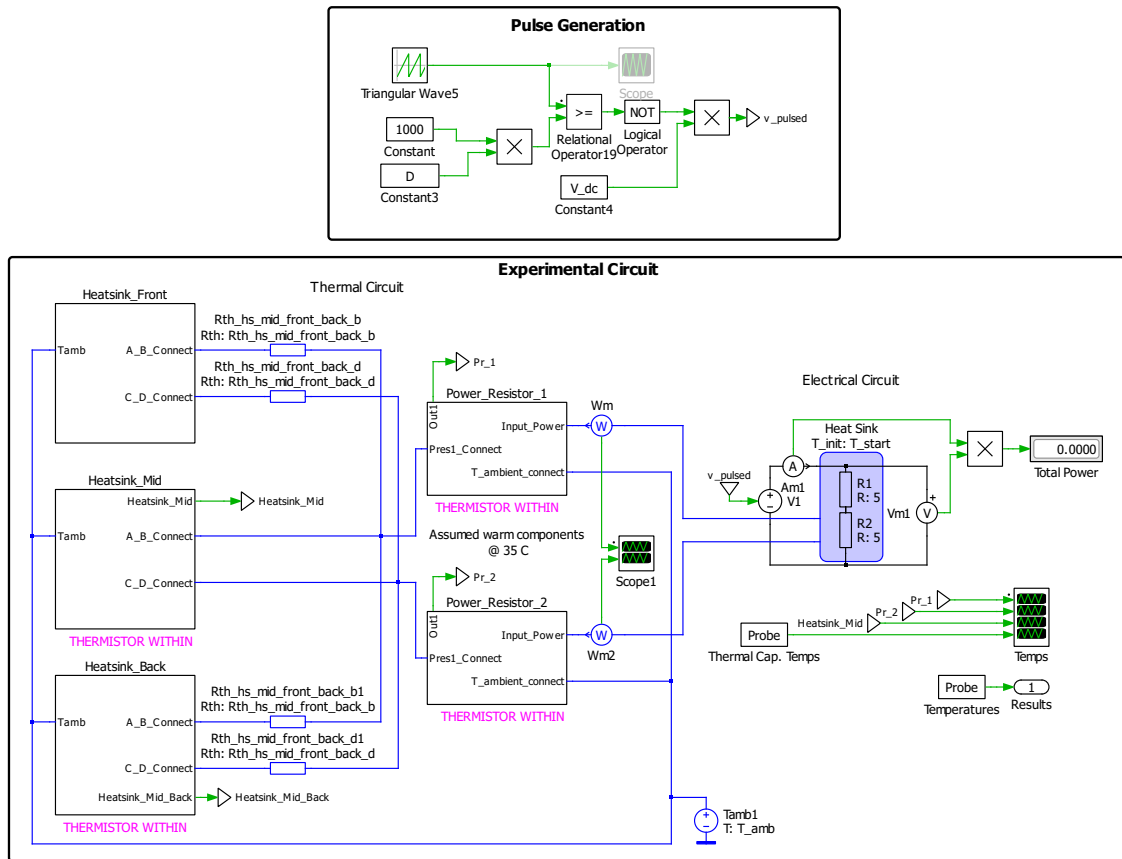 Pulse Generation
Triangular Wave5
Scope
1000
Constant
>=
NOT
Relational
Operator19
Logical
Operator
v_pulsed
D
Constant3
V_dc
Constant4
Experimental Circuit
Thermal Circuit
Heatsink_Front
Tamb
A_B_Connect
C_D_Connect
Rth_hs_mid_front_back_b
Rth: Rth_hs_mid_front_back_b
Rth_hs_mid_front_back_d
Rth: Rth_hs_mid_front_back_d
Pr_1
Power_Resistor_1
Out1
Input_Power
Pres1_Connect
T_ambient_connect
THERMISTOR WITHIN
Wm
W
Electrical Circuit
Heat Sink
T_init: T_start
v_pulsed
A
Am1
V1
R1
R: 5
R2
R: 5
Vm1
V
0.0000
Total Power
Heatsink_Mid
Heatsink_Mid
Heatsink_Mid
Tamb
A_B_Connect
C_D_Connect
THERMISTOR WITHIN
Assumed warm components
@ 35 C
Scope1
Pr_2
Power_Resistor_2
Out1
Input_Power
Pres1_Connect
T_ambient_connect
THERMISTOR WITHIN
W
Wm2
Pr_1
Pr_2
Heatsink_Mid
Probe
Thermal Cap. Temps
Temps
Probe
Temperatures
1
Results
Heatsink_Back
Tamb
A_B_Connect
C_D_Connect
Heatsink_Mid_Back
Heatsink_Mid_Back
THERMISTOR WITHIN
Rth_hs_mid_front_back_b1
Rth: Rth_hs_mid_front_back_b
Rth_hs_mid_front_back_d1
Rth: Rth_hs_mid_front_back_d
Tamb1
T: T_amb